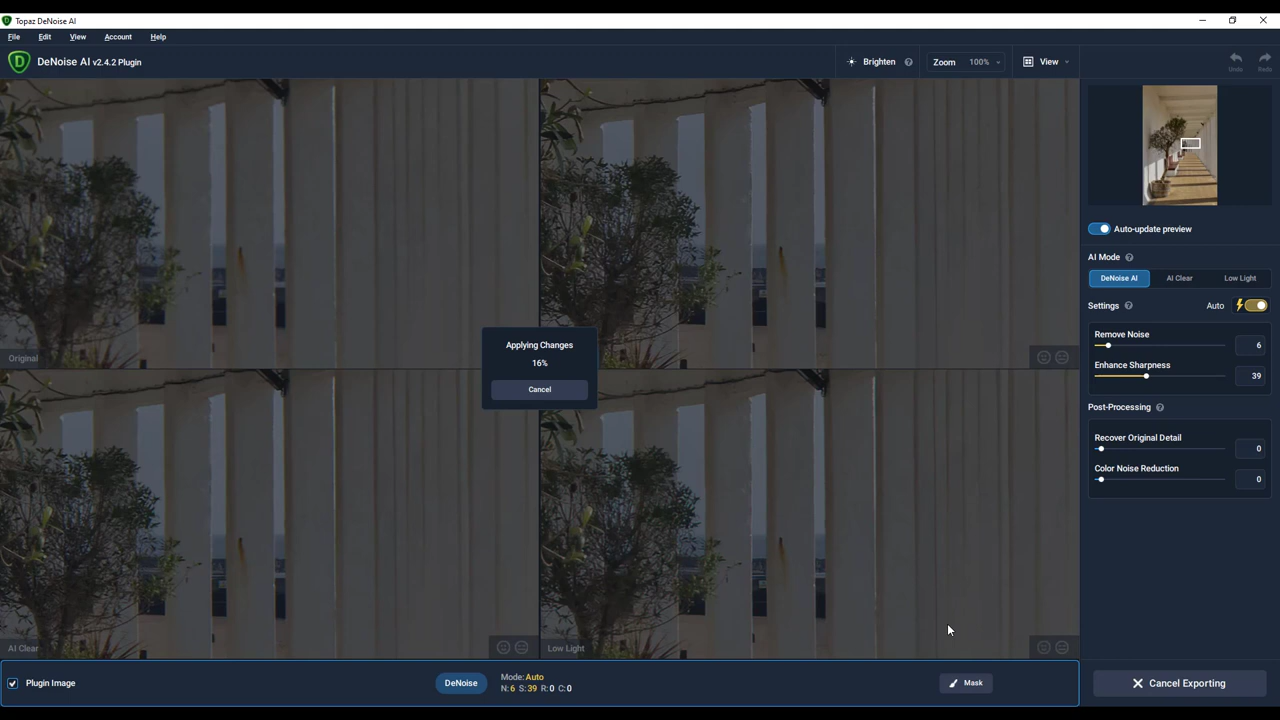 Topaz DeNoise AI
File Edit View Account Help
DeNoise AI v2.4.2 Plugin
Brighten
Zoom 100%
View
Undo Redo
Auto-update preview
AI Mode
DeNoise AI AI Clear Low Light
Settings
Auto
Remove Noise
6
Enhance Sharpness
39
Post-Processing
Recover Original Detail
0
Color Noise Reduction
0
Original
Applying Changes
16%
Cancel
AI Clear
Low Light
Plugin Image
DeNoise
Mode: Auto
N: 6 S: 39 R: 0 C: 0
Mask
Cancel Exporting